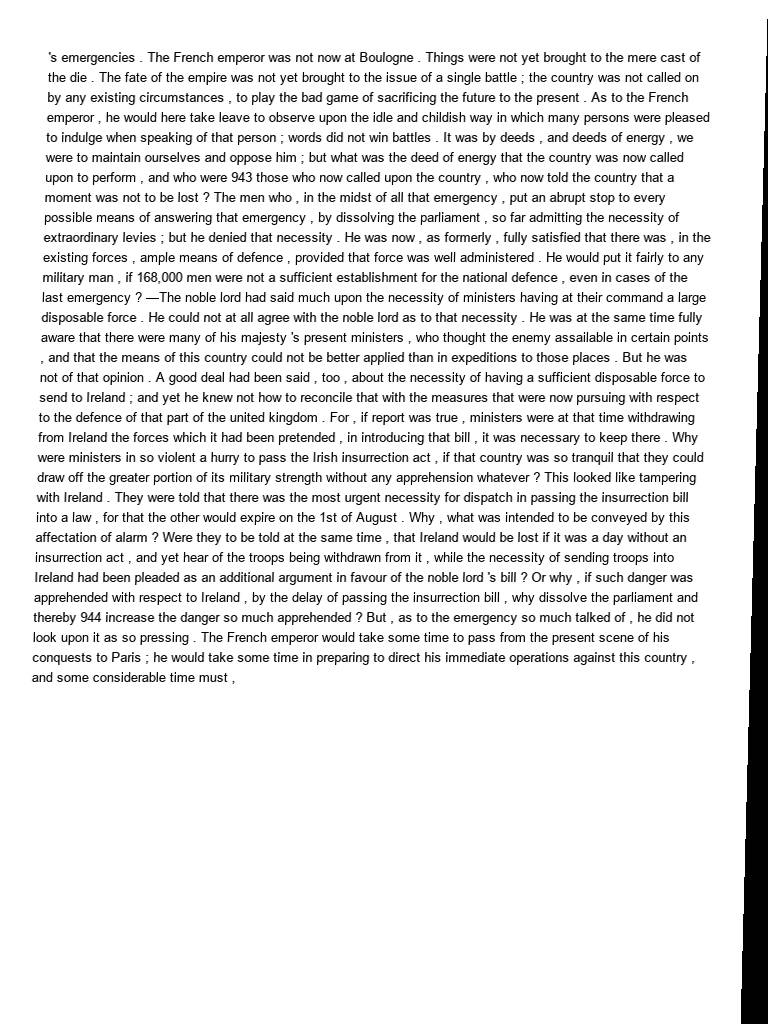 's emergencies . The French emperor was not now at Boulogne . Things were not yet brought to the mere cast of
the die . The fate of the empire was not yet brought to the issue of a single battle ; the country was not called on
by any existing circumstances , to play the bad game of sacrificing the future to the present . As to the French
emperor , he would here take leave to observe upon the idle and childish way in which many persons were pleased
to indulge when speaking of that person ; words did not win battles . It was by deeds , and deeds of energy , we
were to maintain ourselves and oppose him ; but what was the deed of energy that the country was now called
upon to perform , and who were 943 those who now called upon the country , who now told the country that a
moment was not to be lost ? The men who , in the midst of all that emergency , put an abrupt stop to every
possible means of answering that emergency , by dissolving the parliament , so far admitting the necessity of
extraordinary levies ; but he denied that necessity . He was now , as formerly , fully satisfied that there was , in the
existing forces , ample means of defence , provided that force was well administered . He would put it fairly to any
military man , if 168,000 men were not a sufficient establishment for the national defence , even in cases of the
last emergency ? —The noble lord had said much upon the necessity of ministers having at their command a large
disposable force . He could not at all agree with the noble lord as to that necessity . He was at the same time fully
aware that there were many of his majesty 's present ministers , who thought the enemy assailable in certain points
, and that the means of this country could not be better applied than in expeditions to those places . But he was
not of that opinion . A good deal had been said , too , about the necessity of having a sufficient disposable force to
send to Ireland ; and yet he knew not how to reconcile that with the measures that were now pursuing with respect
to the defence of that part of the united kingdom . For , if report was true , ministers were at that time withdrawing
from Ireland the forces which it had been pretended , in introducing that bill , it was necessary to keep there . Why
were ministers in so violent a hurry to pass the Irish insurrection act , if that country was so tranquil that they could
draw off the greater portion of its military strength without any apprehension whatever ? This looked like tampering
with Ireland . They were told that there was the most urgent necessity for dispatch in passing the insurrection bill
into a law , for that the other would expire on the 1st of August . Why , what was intended to be conveyed by this
affectation of alarm ? Were they to be told at the same time , that Ireland would be lost if it was a day without an
insurrection act , and yet hear of the troops being withdrawn from it , while the necessity of sending troops into
Ireland had been pleaded as an additional argument in favour of the noble lord 's bill ? Or why , if such danger was
apprehended with respect to Ireland , by the delay of passing the insurrection bill , why dissolve the parliament and
thereby 944 increase the danger so much apprehended ? But , as to the emergency so much talked of , he did not
look upon it as so pressing . The French emperor would take some time to pass from the present scene of his
conquests to Paris ; he would take some time in preparing to direct his immediate operations against this country ,
and some considerable time must ,